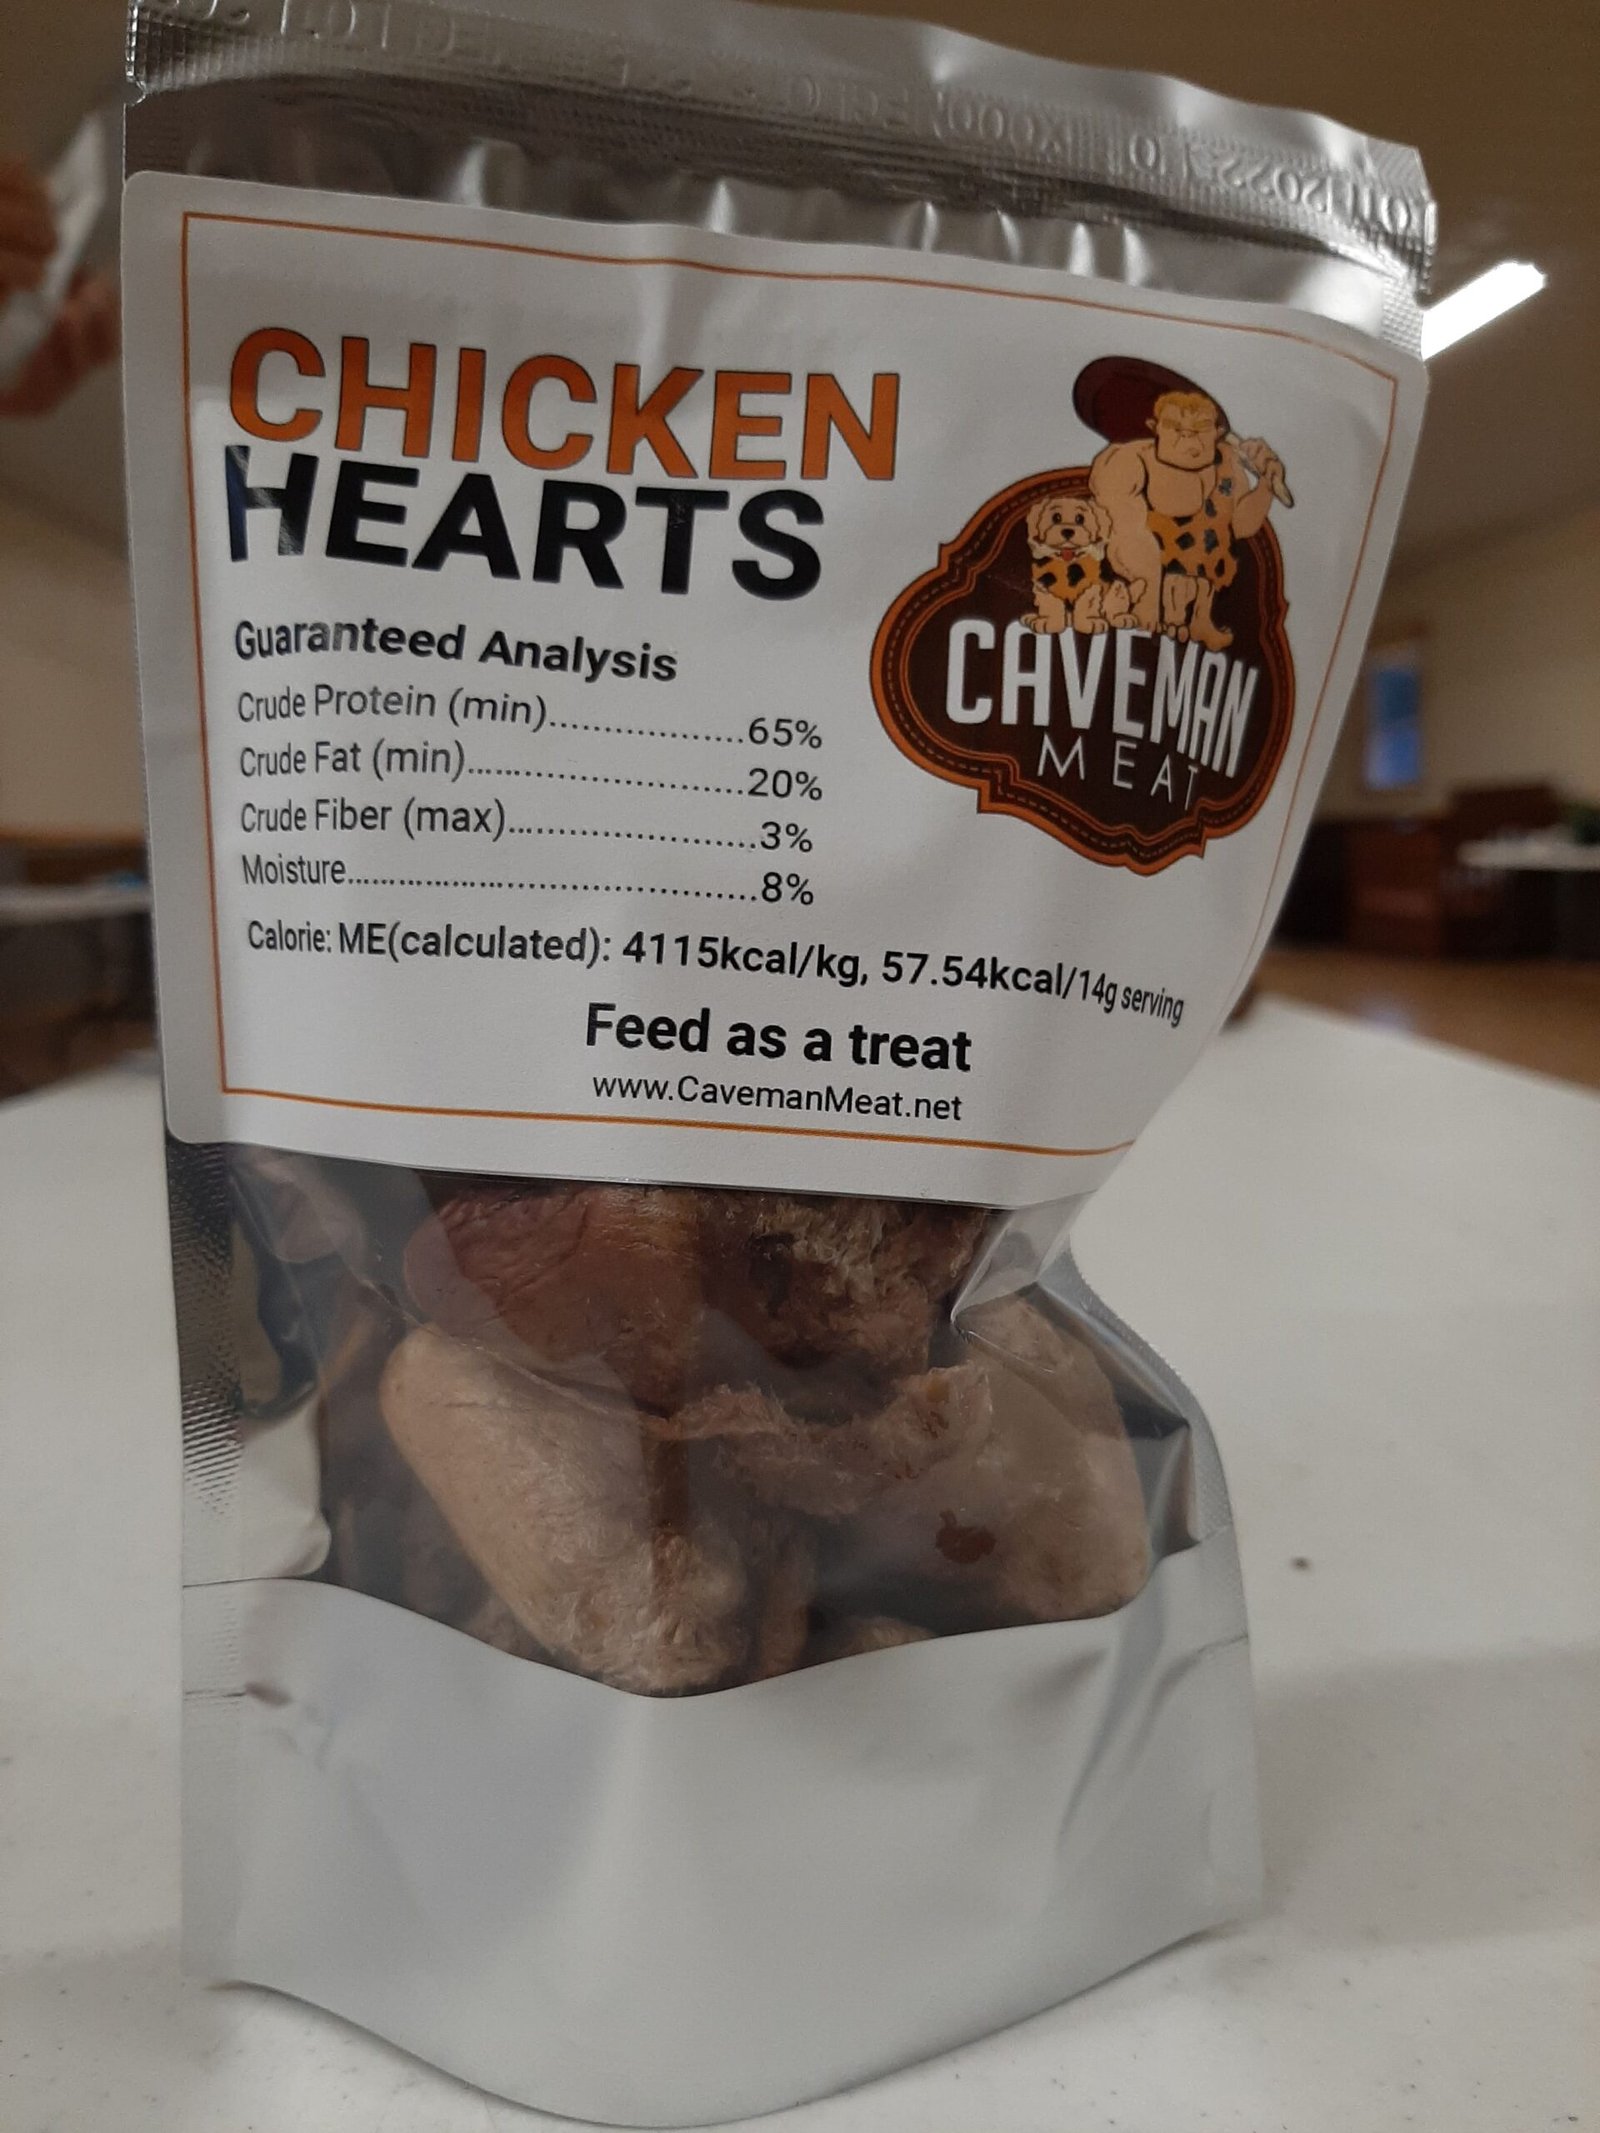 CHICKEN
HEARTS
Guaranteed Analysis
Crude Protein (min)...................65%
Crude Fat (min)...........................20%
Crude Fiber (max)........................3%
Moisture.......................................8%
Calorie: ME(calculated): 4115kcal/kg, 57.54kcal/14g serving
Feed as a treat
www.CavemanMeat.net
CAVEMAN
MEAT